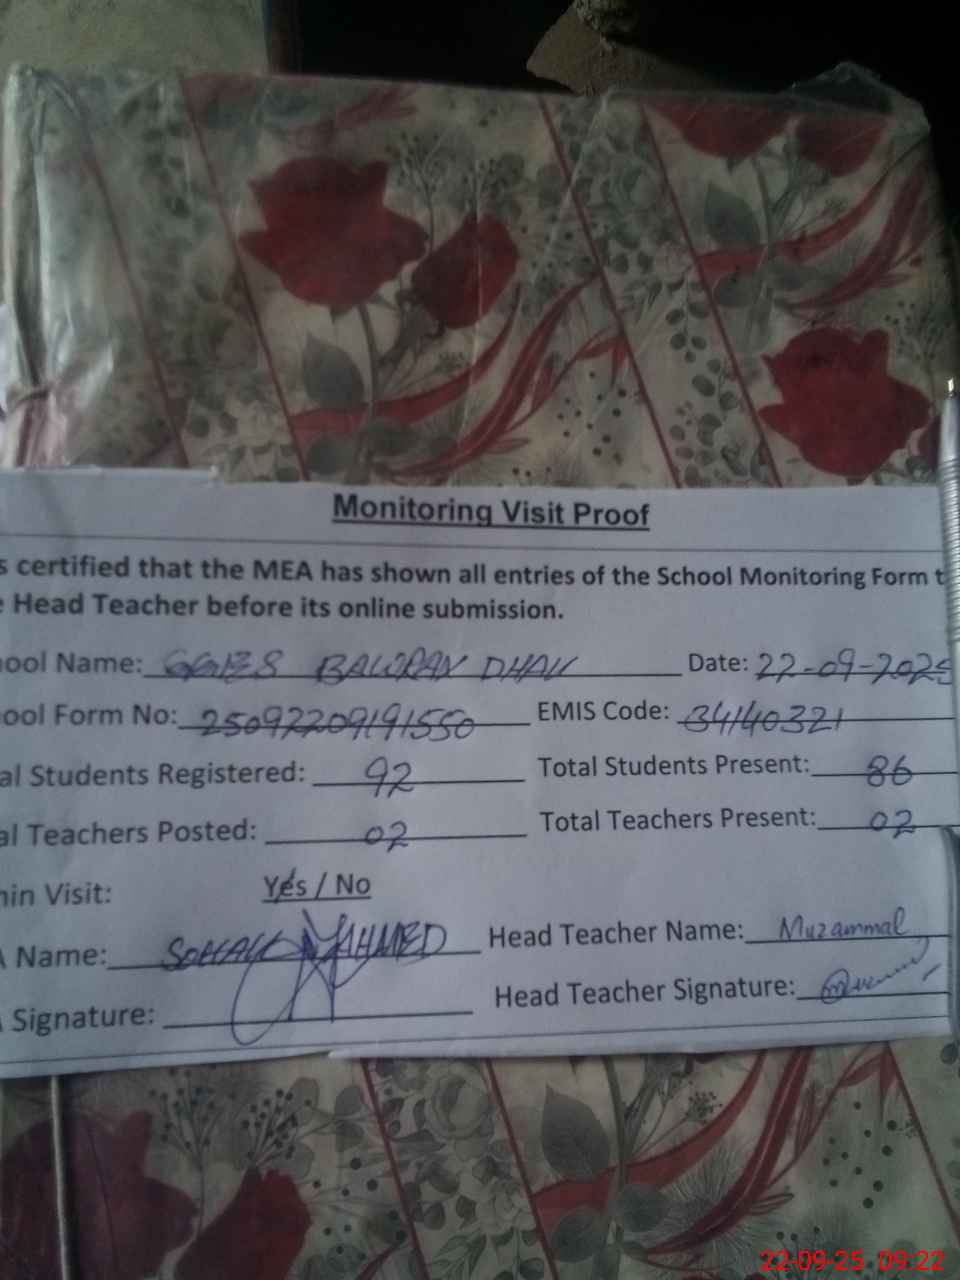 Monitoring Visit Proof
s certified that the MEA has shown all entries of the School Monitoring Form t
e Head Teacher before its online submission.
ool Name: GGPES BALORAN DHAK Date: 22-09-2025
ool Form No: 25092209191550 EMIS Code: 34140321
al Students Registered: 92 Total Students Present: 86
al Teachers Posted: 02 Total Teachers Present: 02
in Visit: Yes / No
Name: SOHAIL AHMED Head Teacher Name: Muzammal
Signature: Head Teacher Signature:
22-09-25 09:22